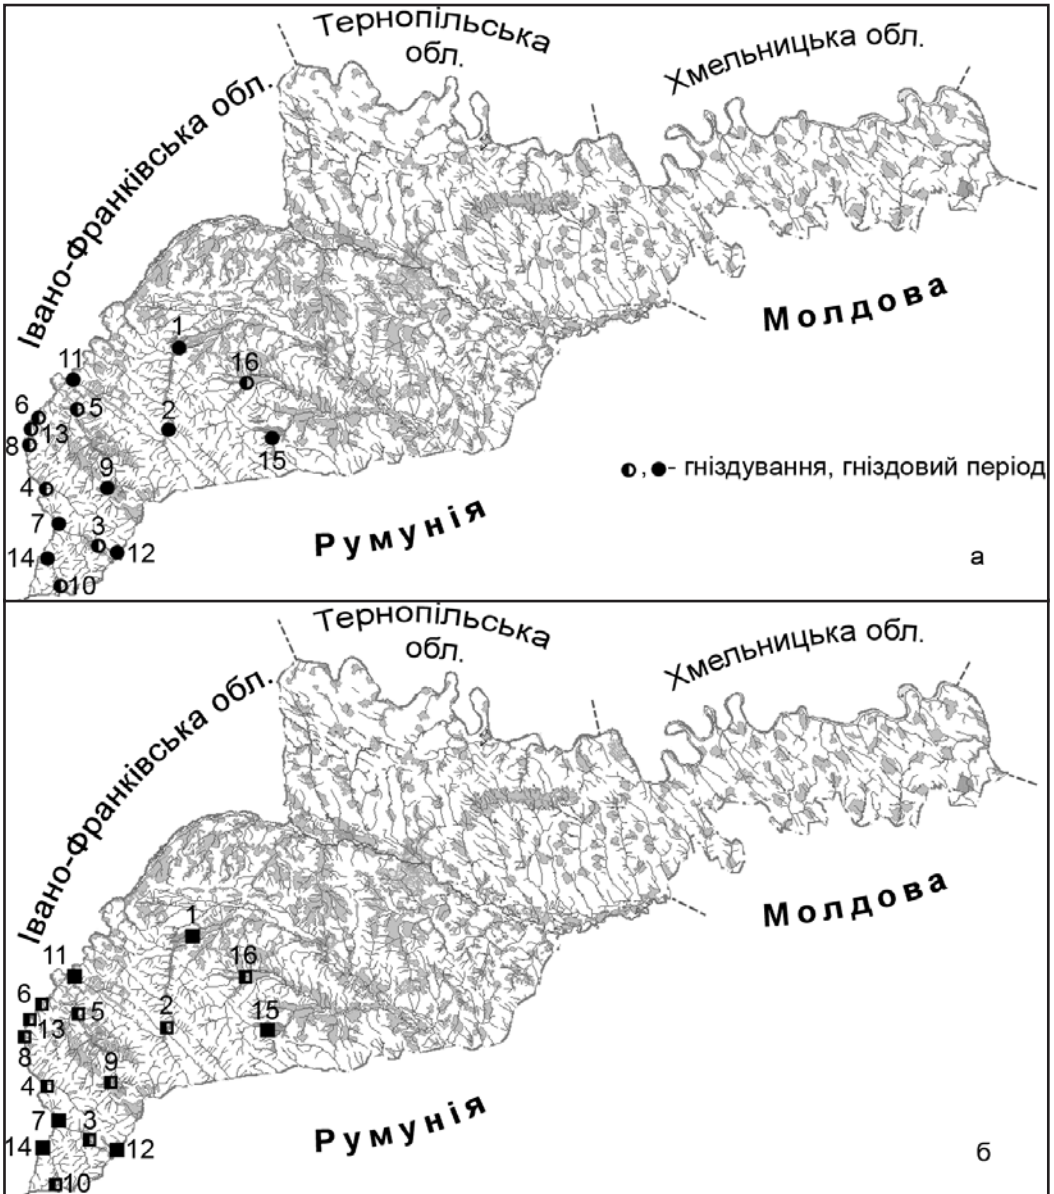 Тернопільська
обл.
Хмельницька обл.
Івано-Франківська обл.
Молдова
1
11
16
6
5
2
13
8
15
9
4
, - гніздування, гніздовий період
7
3
12
14
10
Румунія
а
Тернопільська
обл.
Хмельницька обл.
Івано-Франківська обл.
Молдова
1
11
16
6
5
2
15
13
8
9
4
7
3
14
12
10
Румунія
б